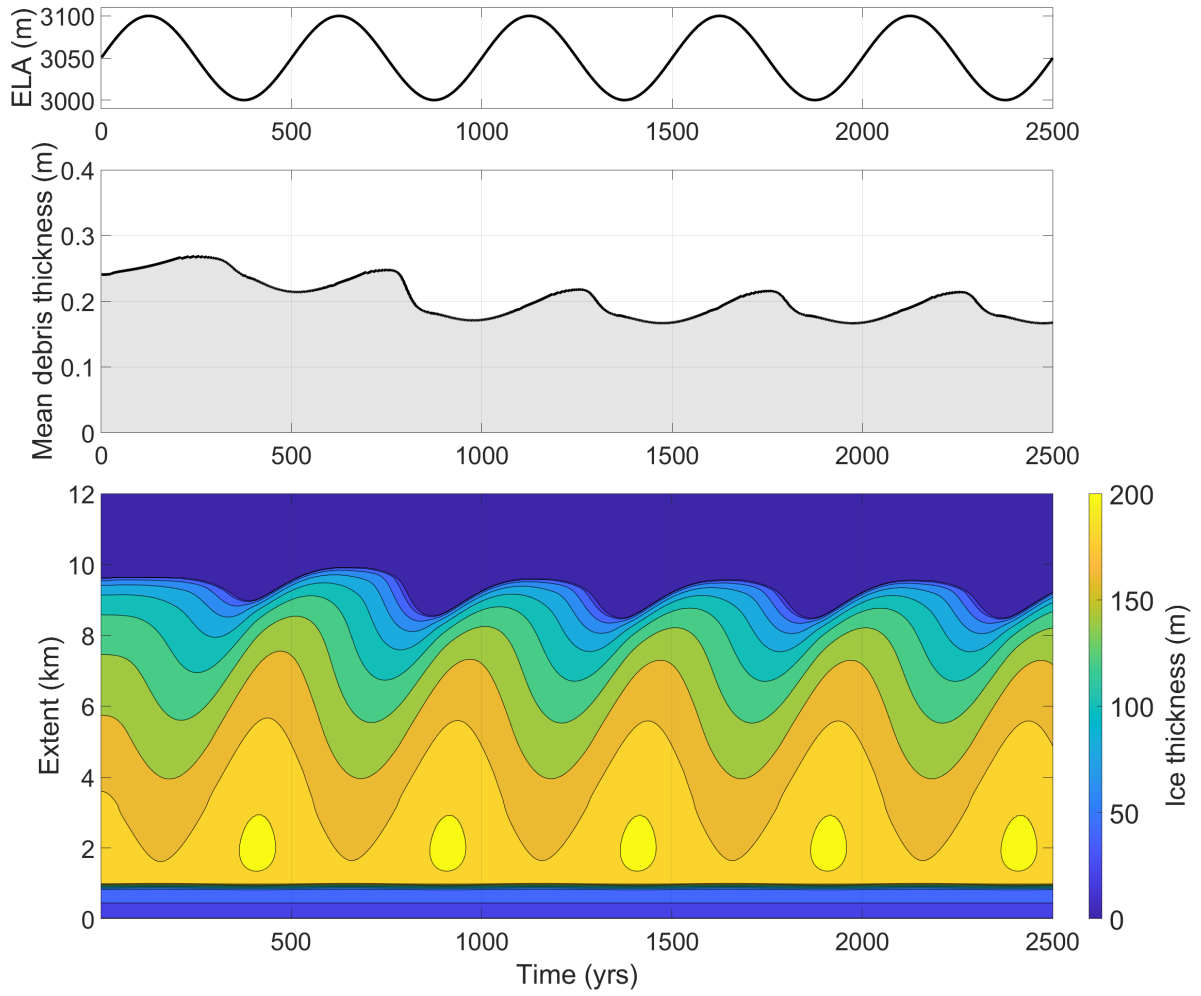 ELA (m)
3100
3050
3000
0 500 1000 1500 2000 2500
Mean debris thickness (m)
0.4
0.3
0.2
0.1
0
0 500 1000 1500 2000 2500
Extent (km)
12
10
8
6
4
2
0
500 1000 1500 2000 2500
Time (yrs)
200
150
100
50
0
Ice thickness (m)